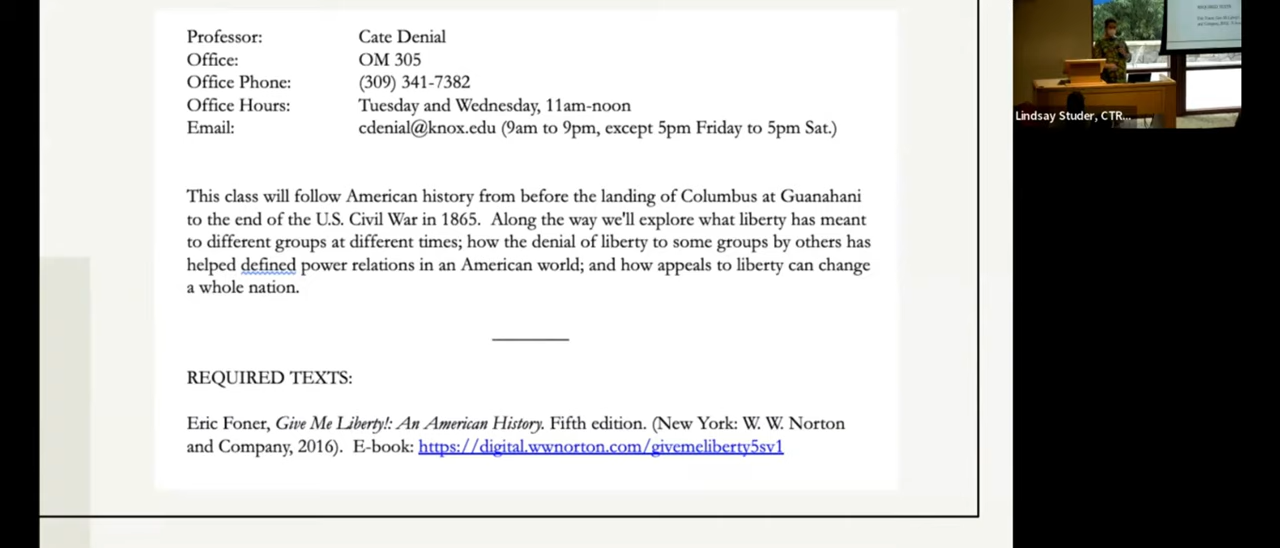 Professor: Cate Denial
Office: OM 305
Office Phone: (309) 341-7382
Office Hours: Tuesday and Wednesday, 11am-noon
Email: cdenial@knox.edu (9am to 9pm, except 5pm Friday to 5pm Sat.)
This class will follow American history from before the landing of Columbus at Guanahani
to the end of the U.S. Civil War in 1865. Along the way we'll explore what liberty has meant
to different groups at different times; how the denial of liberty to some groups by others has
helped defined power relations in an American world; and how appeals to liberty can change
a whole nation.
REQUIRED TEXTS:
Eric Foner, Give Me Liberty!: An American History. Fifth edition. (New York: W. W. Norton
and Company, 2016). E-book: https://digital.wwnorton.com/givemeliberty5sv1
Lindsay Studer, CTR...